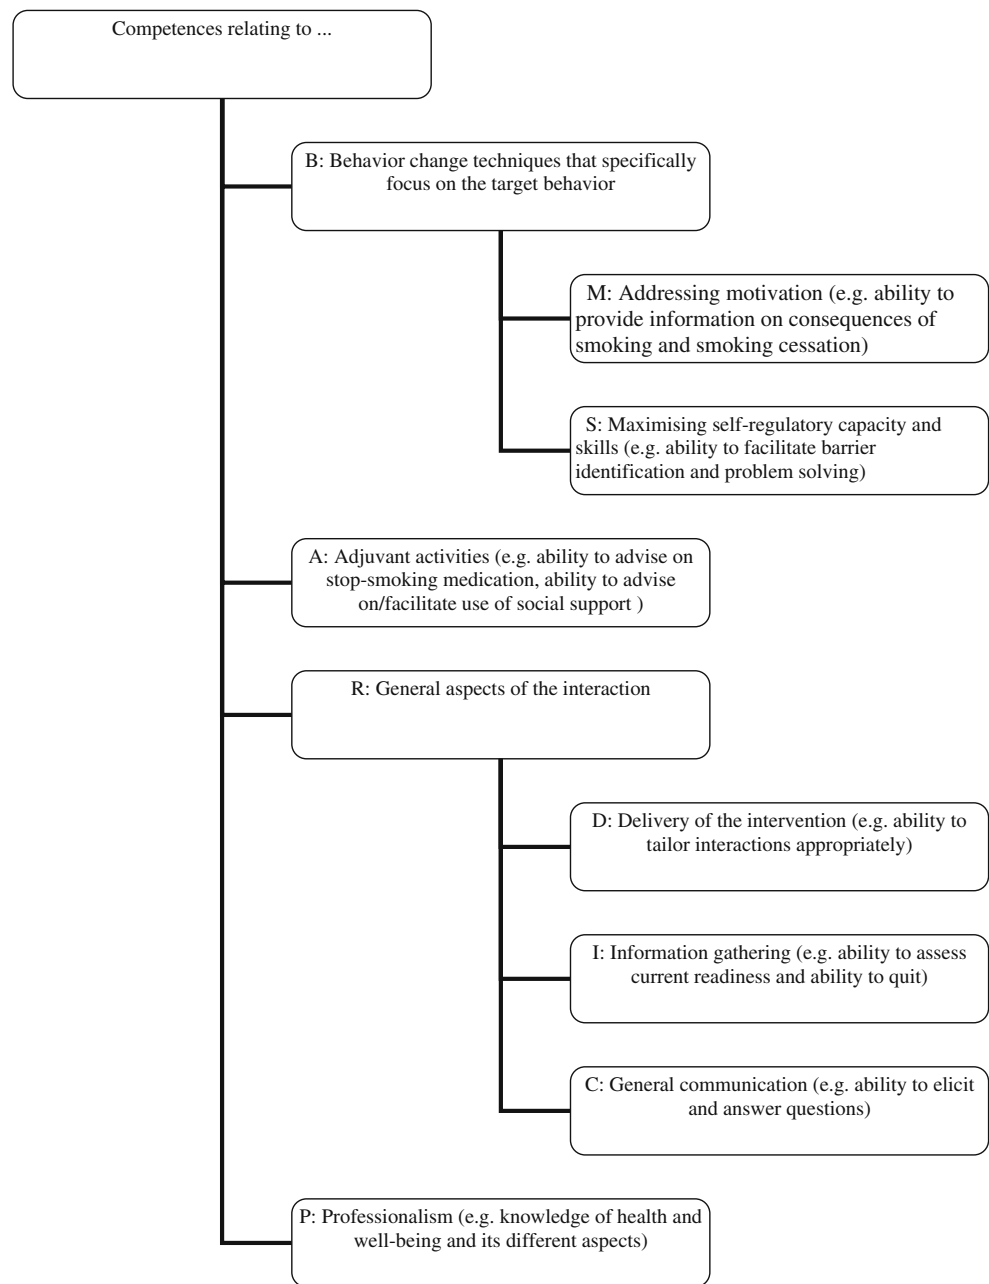 Competences relating to ...
B: Behavior change techniques that specifically
focus on the target behavior
M: Addressing motivation (e.g. ability to
provide information on consequences of
smoking and smoking cessation)
S: Maximising self-regulatory capacity and
skills (e.g. ability to facilitate barrier
identification and problem solving)
A: Adjuvant activities (e.g. ability to advise on
stop-smoking medication, ability to advise
on/facilitate use of social support )
R: General aspects of the interaction
D: Delivery of the intervention (e.g. ability to
tailor interactions appropriately)
I: Information gathering (e.g. ability to assess
current readiness and ability to quit)
C: General communication (e.g. ability to elicit
and answer questions)
P: Professionalism (e.g. knowledge of health and
well-being and its different aspects)